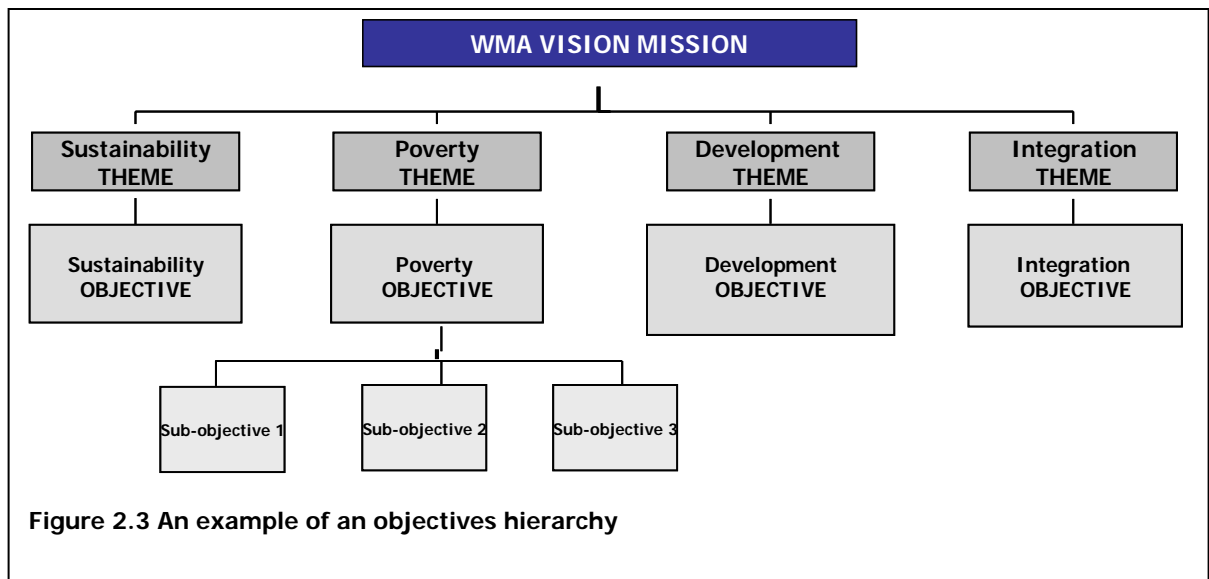 WMA VISION MISSION
Sustainability
THEME
Poverty
THEME
Development
THEME
Integration
THEME
Sustainability
OBJECTIVE
Poverty
OBJECTIVE
Development
OBJECTIVE
Integration
OBJECTIVE
Sub-objective 1
Sub-objective 2
Sub-objective 3
Figure 2.3 An example of an objectives hierarchy